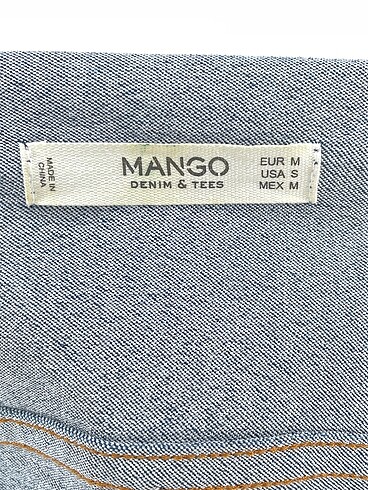 MADE IN
CHINA
MANGO
DENIM & TEES
EUR M
USA S
MEX M